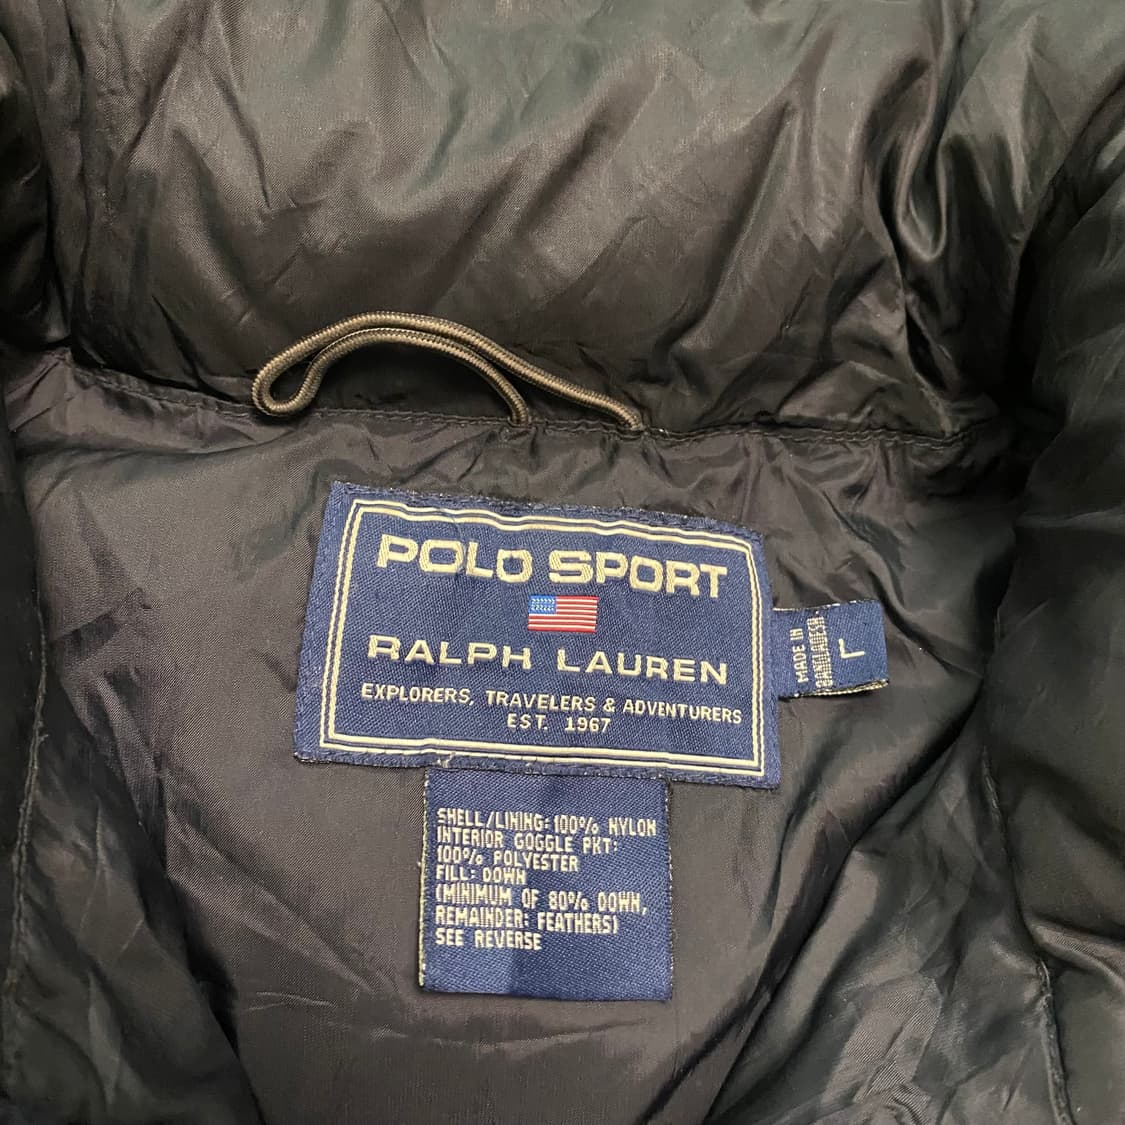 POLO SPORT
RALPH LAUREN
EXPLORERS, TRAVELERS & ADVENTURERS
EST. 1967
MADE IN
BANGLADESH
L
SHELL/LINING: 100% NYLON
INTERIOR GOGGLE PKT:
100% POLYESTER
FILL: DOWN
(MINIMUM OF 80% DOWN,
REMAINDER: FEATHERS)
SEE REVERSE